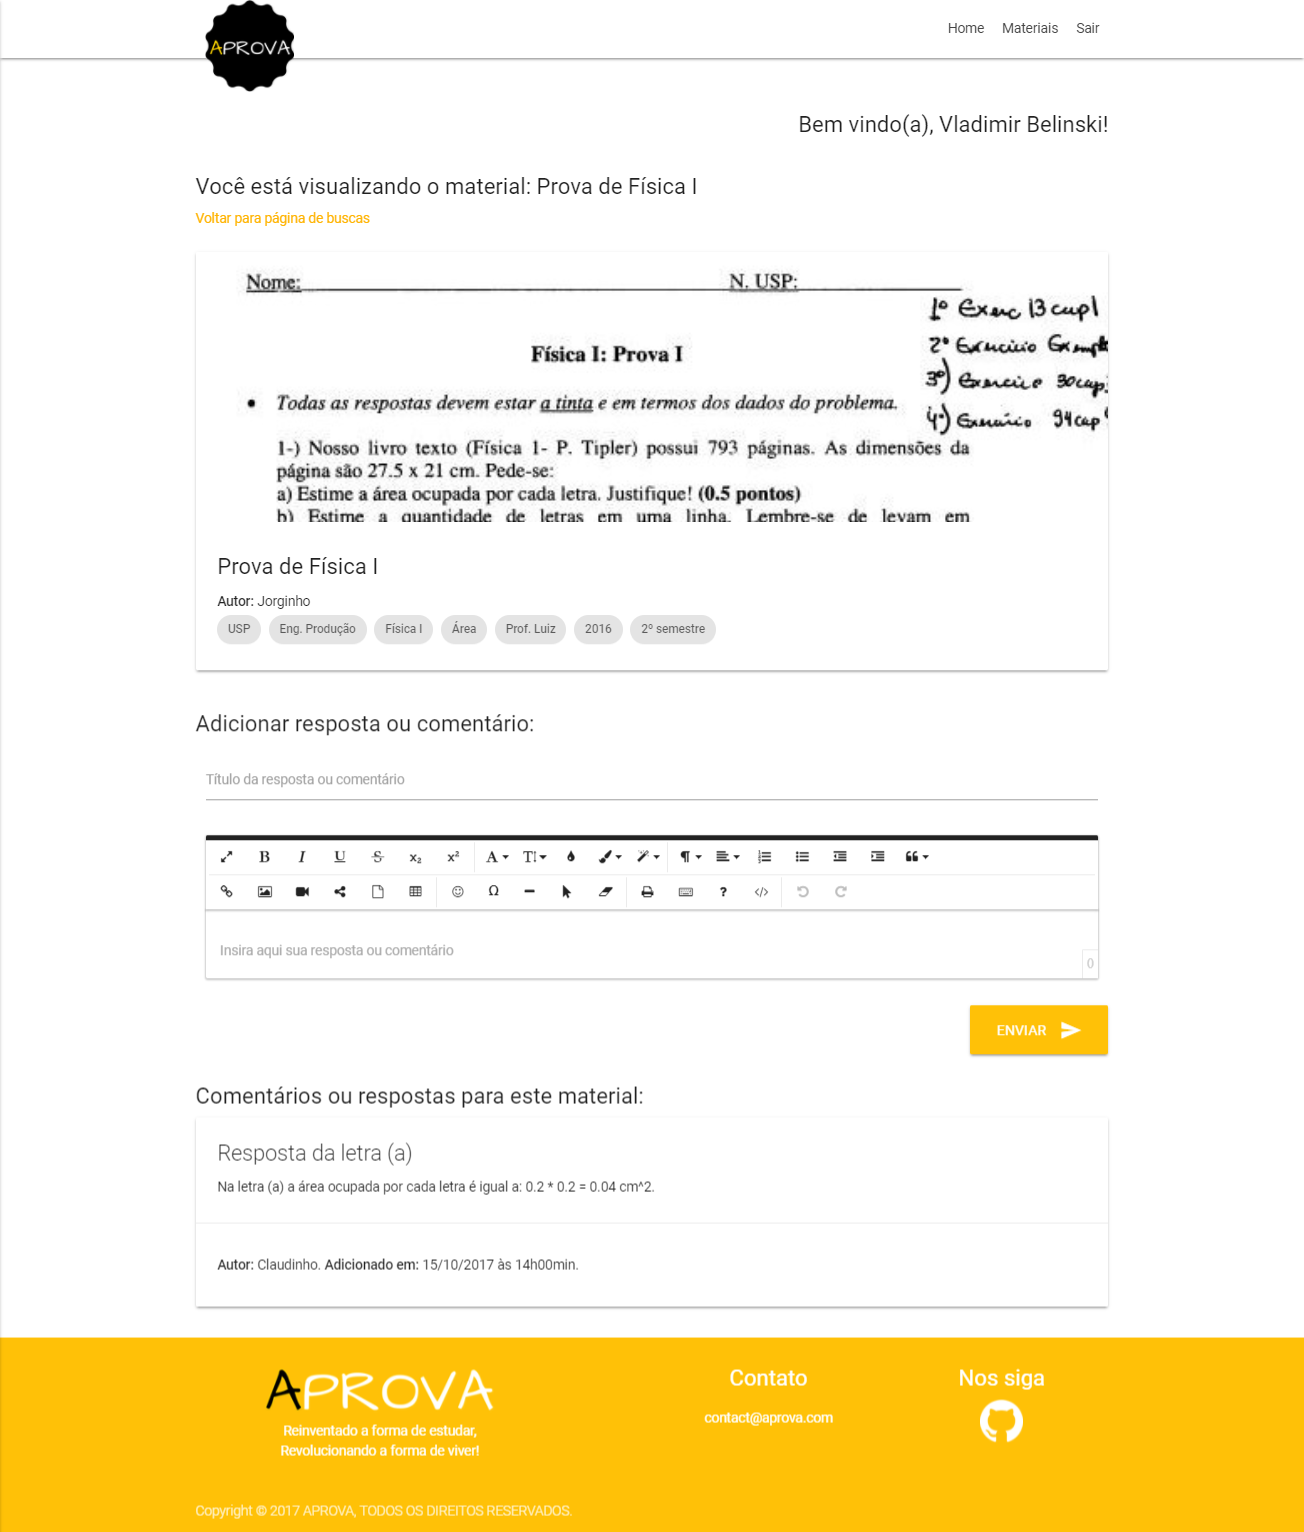 APROVA
Home Materiais Sair
Bem vindo(a), Vladimir Belinski!
Você está visualizando o material: Prova de Física I
Voltar para página de buscas
Nome: N. USP:
1º Exerc 13 cap1
2º Exercicio Exempl
Física I: Prova I
3º) Exercico 30cap
• Todas as respostas devem estar a tinta e em termos dos dados do problema.
4º) Exercício 94cap
1-) Nosso livro texto (Física 1- P. Tipler) possui 793 páginas. As dimensões da
página são 27.5 x 21 cm. Pede-se:
a) Estime a área ocupada por cada letra. Justifique! (0.5 pontos)
b) Estime a quantidade de letras em uma linha. Lembre-se de levam em
Prova de Física I
Autor: Jorginho
USP Eng. Produção Física I Área Prof. Luiz 2016 2º semestre
Adicionar resposta ou comentário:
Título da resposta ou comentário
Insira aqui sua resposta ou comentário
0
ENVIAR
Comentários ou respostas para este material:
Resposta da letra (a)
Na letra (a) a área ocupada por cada letra é igual a: 0.2 * 0.2 = 0.04 cm^2.
Autor: Claudinho. Adicionado em: 15/10/2017 às 14h00min.
APROVA
Reinventado a forma de estudar,
Revolucionando a forma de viver!
Contato
contact@aprova.com
Nos siga
Copyright © 2017 APROVA, TODOS OS DIREITOS RESERVADOS.